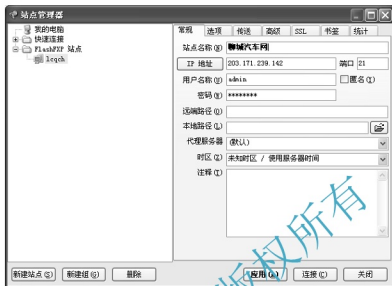 站点管理器
我的电脑
快速连接
FlashFXP 站点
lcqch
常规 选项 传送 高级 SSL 书签 统计
站点名称(N) 聊城汽车网
IP 地址 203.171.239.142 端口 21
用户名称(U) admin 匿名(Y)
密码(W) ********
远端路径(P)
本地路径(L)
代理服务器 (默认)
时区(Z) 未知时区 / 使用服务器时间
注释(T)
新建站点(S) 新建组(G) 删除 应用(A) 连接(C) 关闭
版权所有